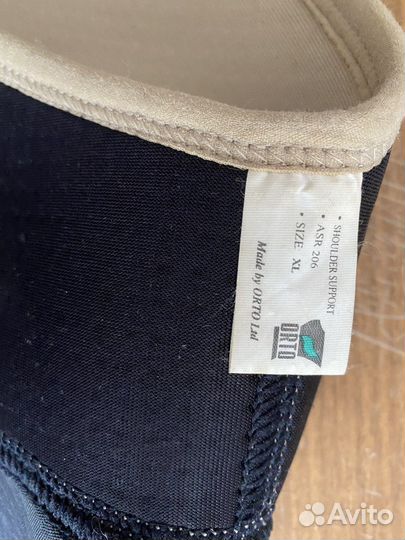 • SHOULDER SUPPORT
• ASR 206
• SIZE XL
Made by ORTO Ltd
ORTO
Avito